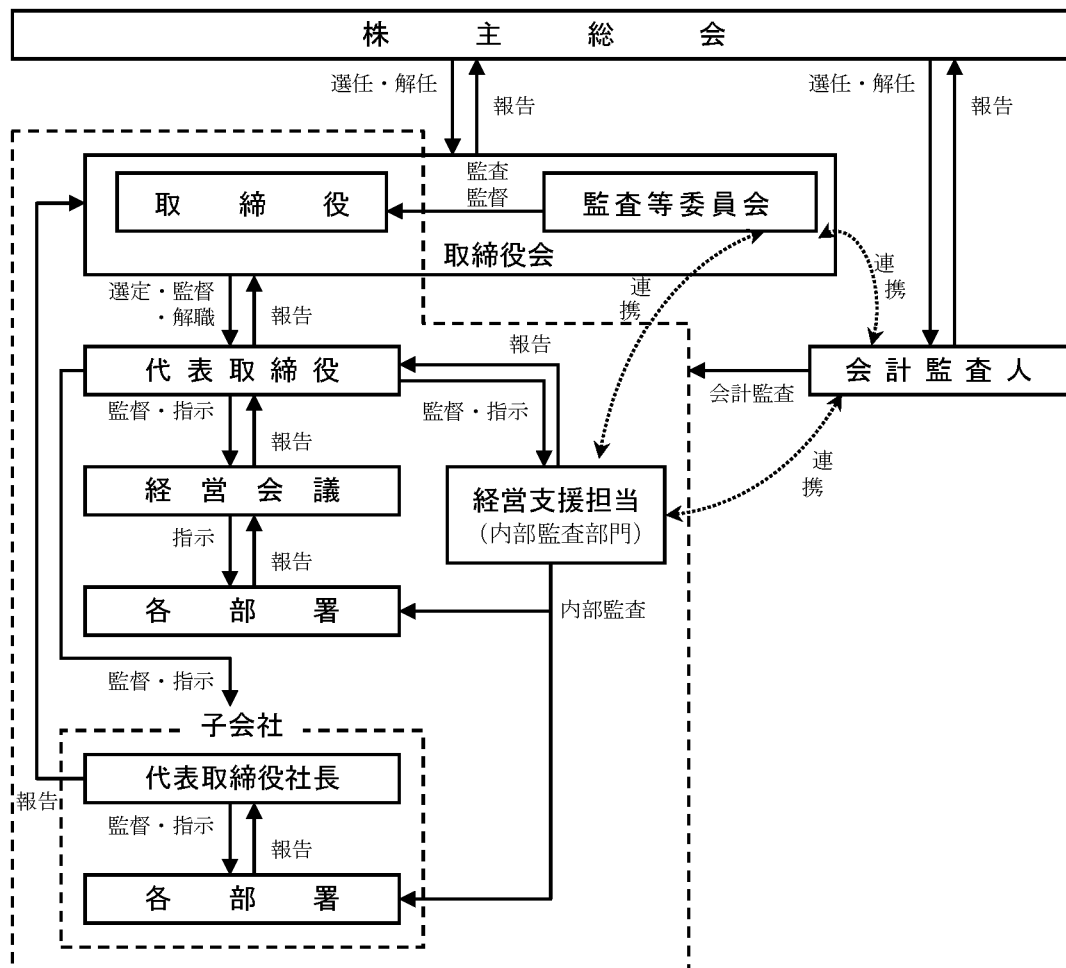 株主総会
選任・解任
報告
選任・解任
報告
監査
監督
取締役
監査等委員会
取締役会
連
携
連
携
選定・監督
・解職
報告
報告
代表取締役
会計監査人
会計監査
監督・指示
報告
監督・指示
連
携
経営会議
経営支援担当
（内部監査部門）
指示
報告
各部署
内部監査
監督・指示
子会社
代表取締役社長
報告
監督・指示
報告
各部署